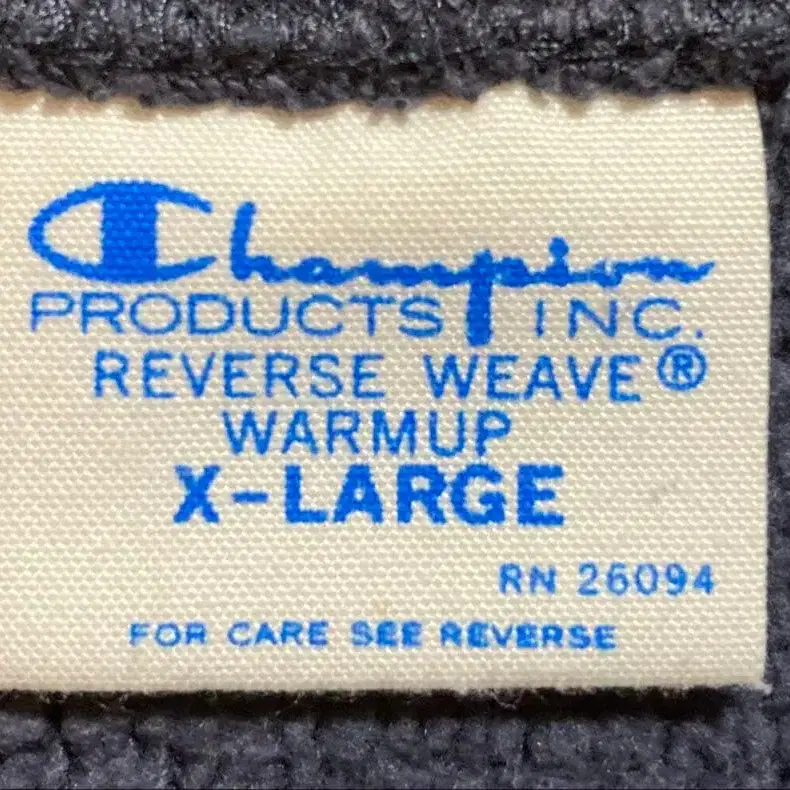 Champion
PRODUCTS INC.
REVERSE WEAVE®
WARMUP
X-LARGE
RN 26094
FOR CARE SEE REVERSE